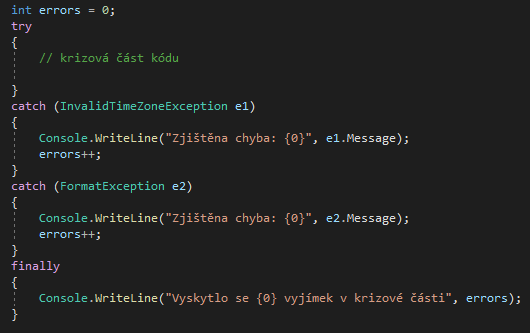 int errors = 0;
try
{
// krizová část kódu
}
catch (InvalidTimeZoneException e1)
{
Console.WriteLine("Zjištěna chyba: {0}", e1.Message);
errors++;
}
catch (FormatException e2)
{
Console.WriteLine("Zjištěna chyba: {0}", e2.Message);
errors++;
}
finally
{
Console.WriteLine("Vyskytlo se {0} vyjímek v krizové části", errors);
}